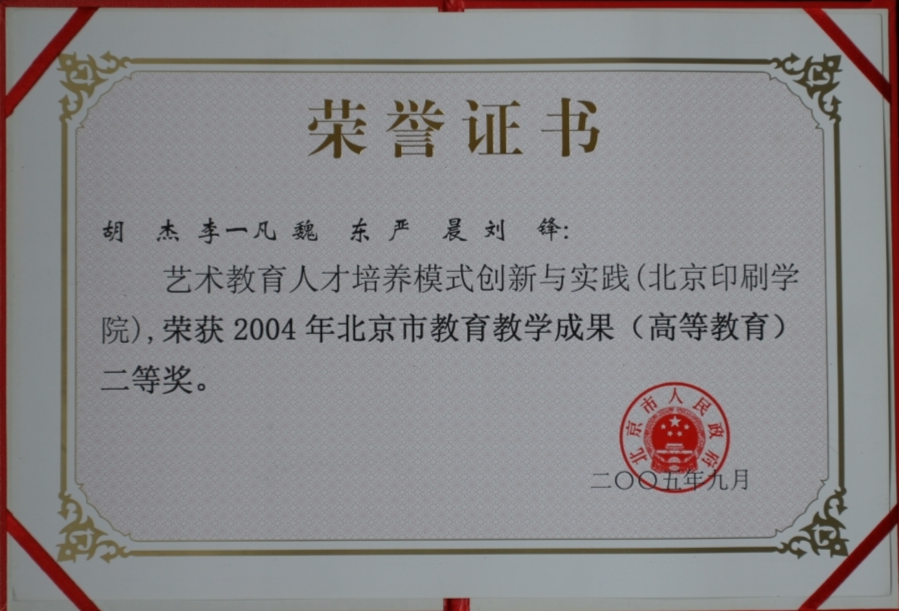 荣誉证书
胡 杰 李一凡 魏 东 严 晨 刘 锋:
艺术教育人才培养模式创新与实践(北京印刷学
院),荣获 2004 年北京市教育教学成果（高等教育）
二等奖。
北京市人民政府
二〇〇五年九月